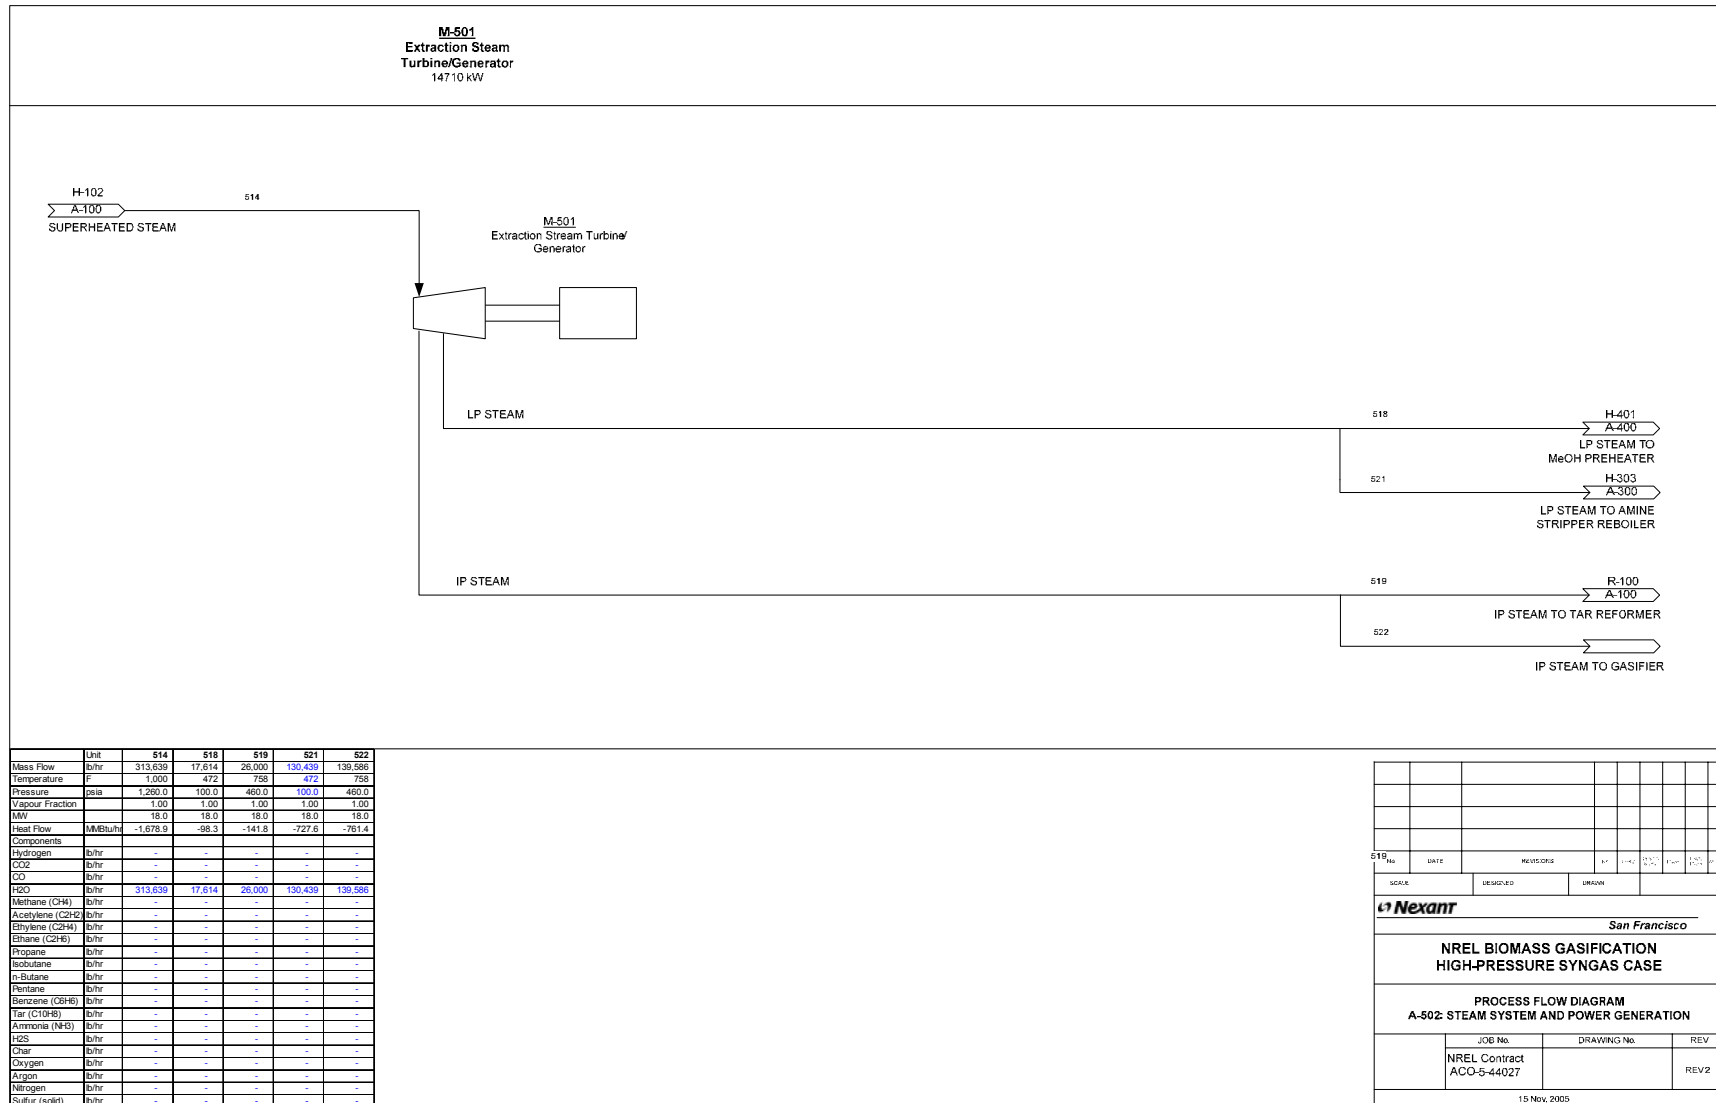 M-501
Extraction Steam
Turbine/Generator
14710 kW
H-102
A-100
SUPERHEATED STEAM
514
M-501
Extraction Stream Turbine/
Generator
LP STEAM
518
H-401
A-400
LP STEAM TO
MeOH PREHEATER
521
H-303
A-300
LP STEAM TO AMINE
STRIPPER REBOILER
IP STEAM
519
R-100
A-100
IP STEAM TO TAR REFORMER
522
IP STEAM TO GASIFIER
Unit 514 518 519 521 522
Mass Flow lb/hr 313,639 17,614 26,000 130,439 139,586
Temperature F 1,000 472 758 472 758
Pressure psia 1,260.0 100.0 460.0 100.0 460.0
Vapour Fraction 1.00 1.00 1.00 1.00 1.00
MW 18.0 18.0 18.0 18.0 18.0
Heat Flow MMBtu/hr -1,678.9 -98.3 -141.8 -727.6 -761.4
Components
Hydrogen lb/hr - - - - -
CO2 lb/hr - - - - -
CO lb/hr - - - - -
H2O lb/hr 313,639 17,614 26,000 130,439 139,586
Methane (CH4) lb/hr - - - - -
Acetylene (C2H2) lb/hr - - - - -
Ethylene (C2H4) lb/hr - - - - -
Ethane (C2H6) lb/hr - - - - -
Propane lb/hr - - - - -
Isobutane lb/hr - - - - -
n-Butane lb/hr - - - - -
Pentane lb/hr - - - - -
Benzene (C6H6) lb/hr - - - - -
Tar (C10H8) lb/hr - - - - -
Ammonia (NH3) lb/hr - - - - -
H2S lb/hr - - - - -
Char lb/hr - - - - -
Oxygen lb/hr - - - - -
Argon lb/hr - - - - -
Nitrogen lb/hr - - - - -
Sulfur (solid) lb/hr - - - - -
519
No. DATE REVISIONS
SCALE DESIGNED DRAWN
Nexant
San Francisco
NREL BIOMASS GASIFICATION
HIGH-PRESSURE SYNGAS CASE
PROCESS FLOW DIAGRAM
A-502: STEAM SYSTEM AND POWER GENERATION
JOB No. DRAWING No. REV
NREL Contract
ACO-5-44027
REV2
15 Nov, 2005